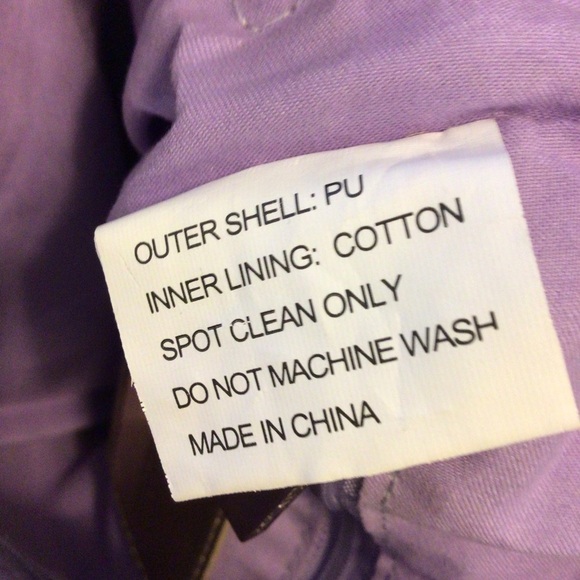 OUTER SHELL: PU
INNER LINING: COTTON
SPOT CLEAN ONLY
DO NOT MACHINE WASH
MADE IN CHINA